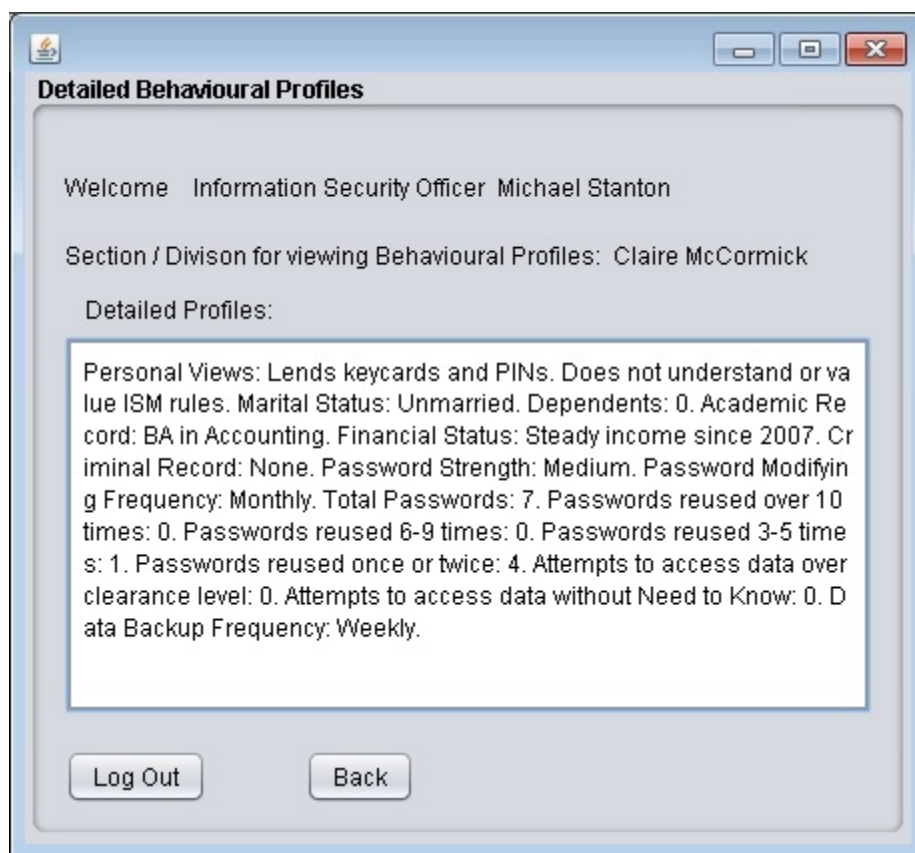 Detailed Behavioural Profiles
Welcome Information Security Officer Michael Stanton
Section / Divison for viewing Behavioural Profiles: Claire McCormick
Detailed Profiles:
Personal Views: Lends keycards and PINs. Does not understand or va
lue ISM rules. Marital Status: Unmarried. Dependents: 0. Academic Re
cord: BA in Accounting. Financial Status: Steady income since 2007. Cr
iminal Record: None. Password Strength: Medium. Password Modifyin
g Frequency: Monthly. Total Passwords: 7. Passwords reused over 10
times: 0. Passwords reused 6-9 times: 0. Passwords reused 3-5 time
s: 1. Passwords reused once or twice: 4. Attempts to access data over
clearance level: 0. Attempts to access data without Need to Know: 0. D
ata Backup Frequency: Weekly.
Log Out Back